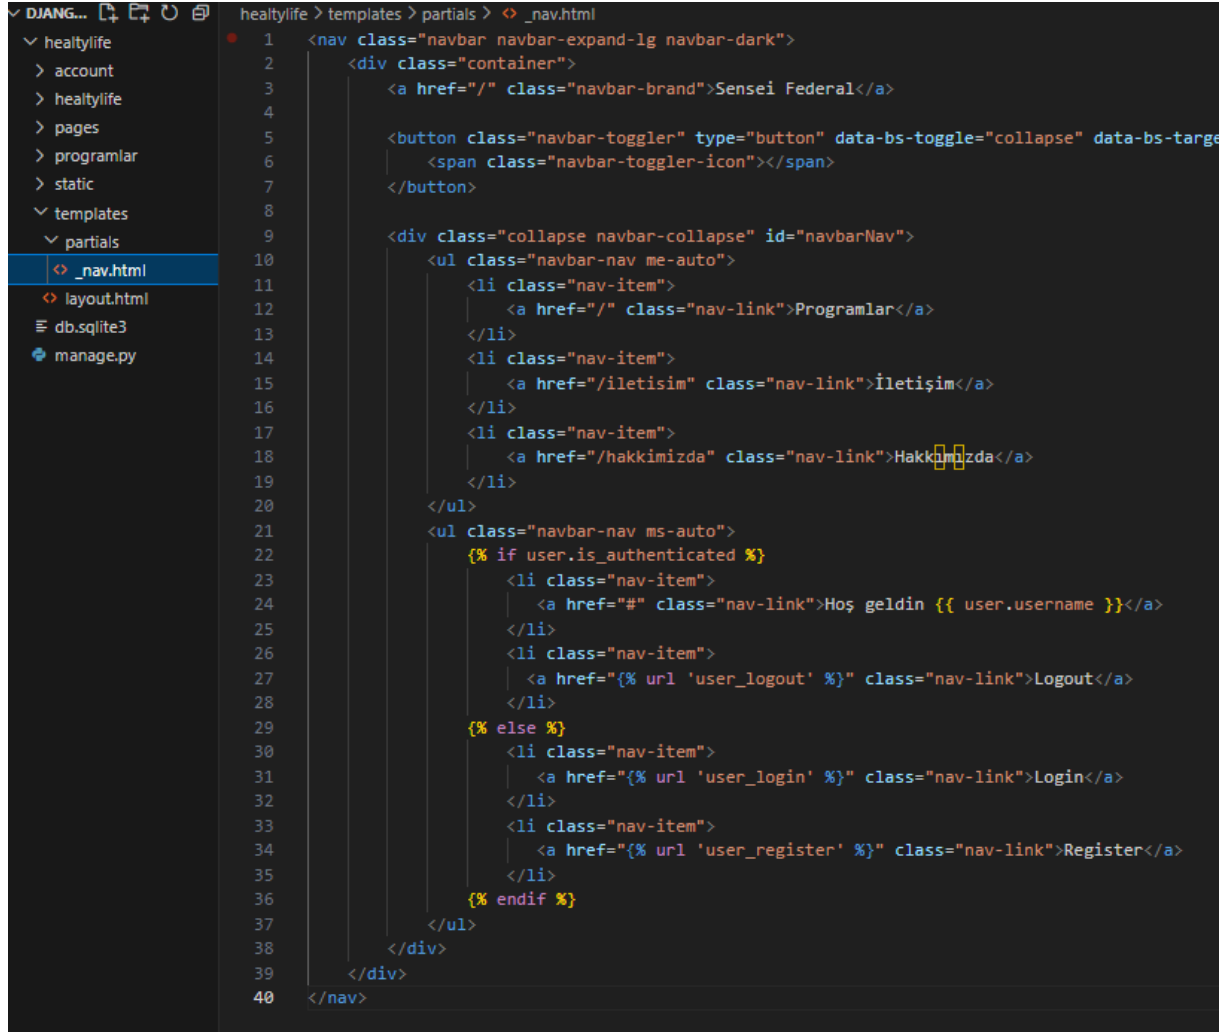 DJANG...
healtylife
account
healtylife
pages
programlar
static
templates
partials
_nav.html
layout.html
db.sqlite3
manage.py
healtylife > templates > partials > <> _nav.html
1 <nav class="navbar navbar-expand-lg navbar-dark">
2 <div class="container">
3 <a href="/" class="navbar-brand">Sensei Federal</a>
4
5 <button class="navbar-toggler" type="button" data-bs-toggle="collapse" data-bs-targe
6 <span class="navbar-toggler-icon"></span>
7 </button>
8
9 <div class="collapse navbar-collapse" id="navbarNav">
10 <ul class="navbar-nav me-auto">
11 <li class="nav-item">
12 <a href="/" class="nav-link">Programlar</a>
13 </li>
14 <li class="nav-item">
15 <a href="/iletisim" class="nav-link">İletişim</a>
16 </li>
17 <li class="nav-item">
18 <a href="/hakkimizda" class="nav-link">Hakkımızda</a>
19 </li>
20 </ul>
21 <ul class="navbar-nav ms-auto">
22 {% if user.is_authenticated %}
23 <li class="nav-item">
24 <a href="#" class="nav-link">Hoş geldin {{ user.username }}</a>
25 </li>
26 <li class="nav-item">
27 <a href="{% url 'user_logout' %}" class="nav-link">Logout</a>
28 </li>
29 {% else %}
30 <li class="nav-item">
31 <a href="{% url 'user_login' %}" class="nav-link">Login</a>
32 </li>
33 <li class="nav-item">
34 <a href="{% url 'user_register' %}" class="nav-link">Register</a>
35 </li>
36 {% endif %}
37 </ul>
38 </div>
39 </div>
40 </nav>